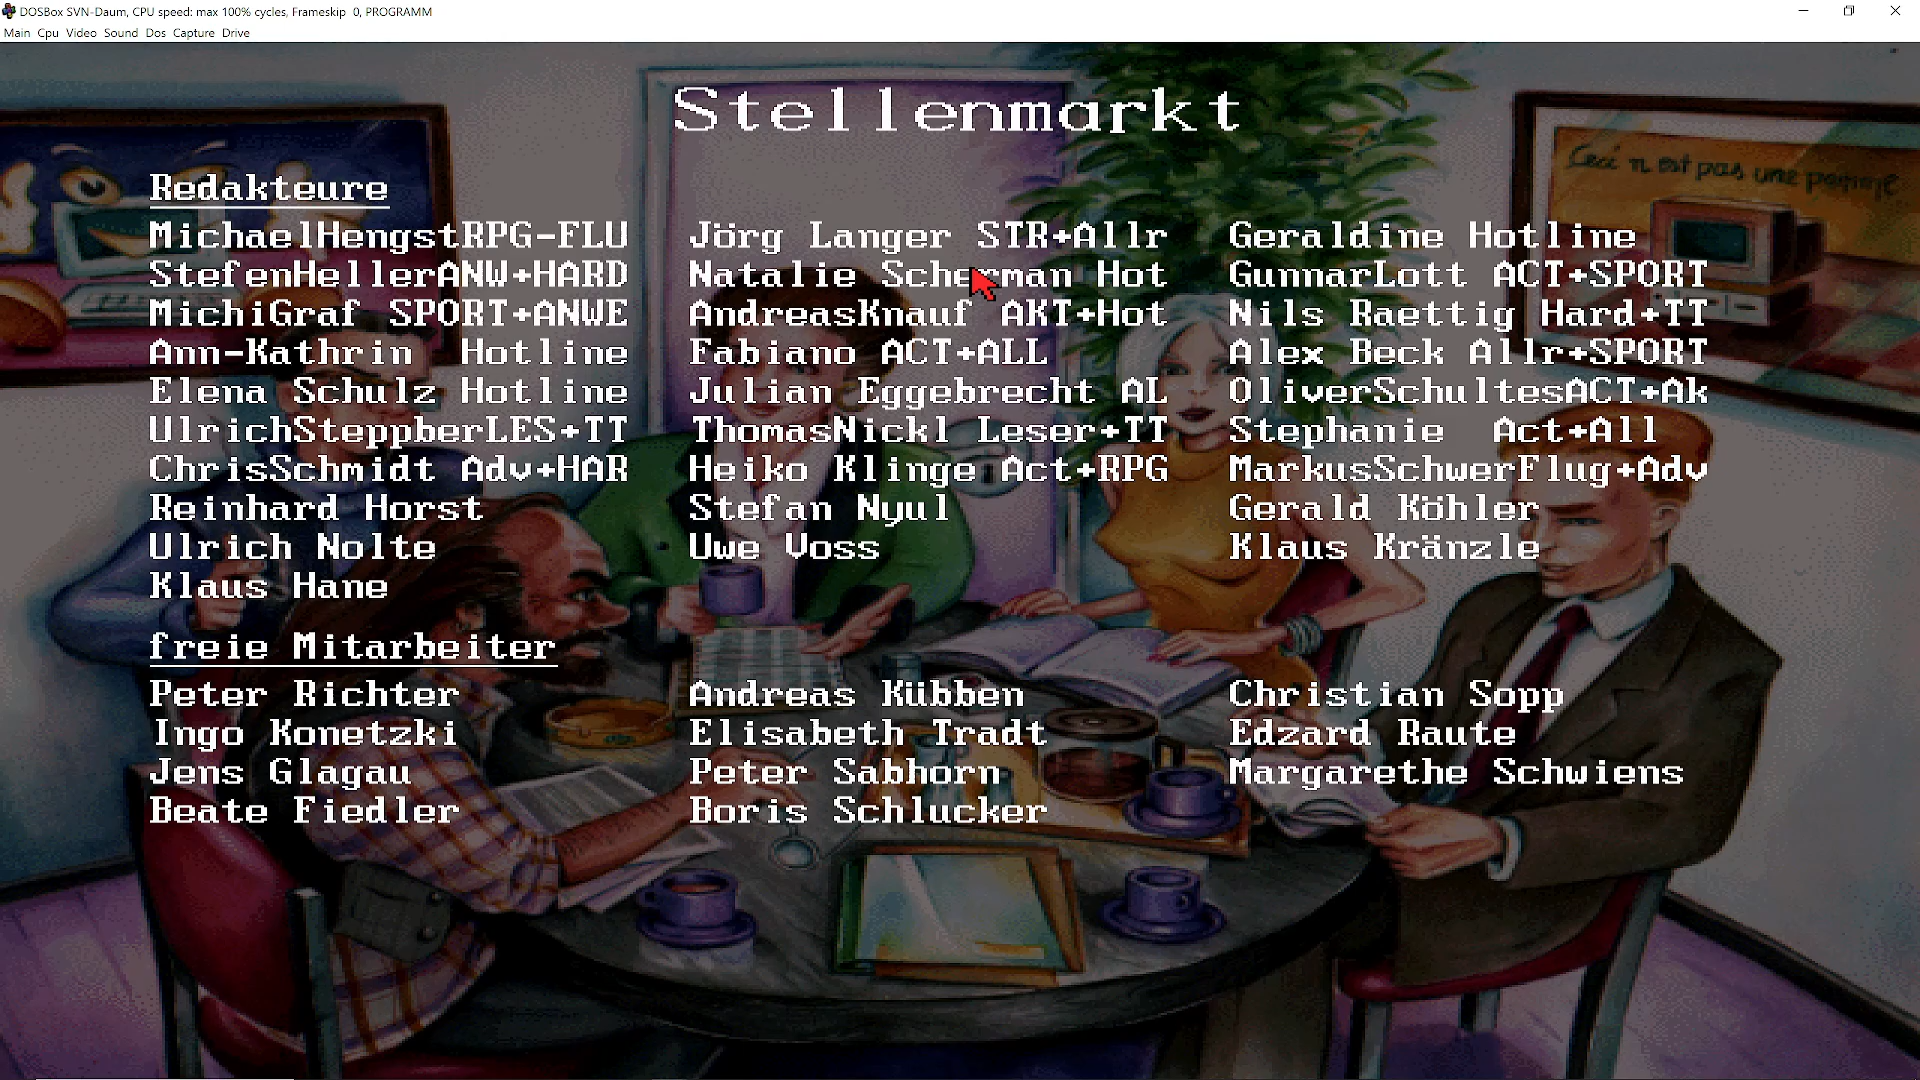 DOSBox SVN-Daum, CPU speed: max 100% cycles, Frameskip 0, PROGRAMM
Main Cpu Video Sound Dos Capture Drive
Stellenmarkt
Ceci n est pas une pomme
Redakteure
MichaelHengstRPG-FLU Jörg Langer STR+Allr Geraldine Hotline
StefenHellerANW+HARD Natalie Scherman Hot GunnarLott ACT+SPORT
MichiGraf SPORT+ANWE AndreasKnauf AKT+Hot Nils Raettig Hard+TT
Ann-Kathrin Hotline Fabiano ACT+ALL Alex Beck Allr+SPORT
Elena Schulz Hotline Julian Eggebrecht AL OliverSchultesACT+Ak
UlrichSteppberLES+TT ThomasNickl Leser+TT Stephanie Act+All
ChrisSchmidt Adv+HAR Heiko Klinge Act+RPG MarkusSchwerFlug+Adv
Reinhard Horst Stefan Nyul Gerald Köhler
Ulrich Nolte Uwe Voss Klaus Kränzle
Klaus Hane
freie Mitarbeiter
Peter Richter Andreas Kübben Christian Sopp
Ingo Konetzki Elisabeth Tradt Edzard Raute
Jens Glagau Peter Sabhorn Margarethe Schwiens
Beate Fiedler Boris Schlucker